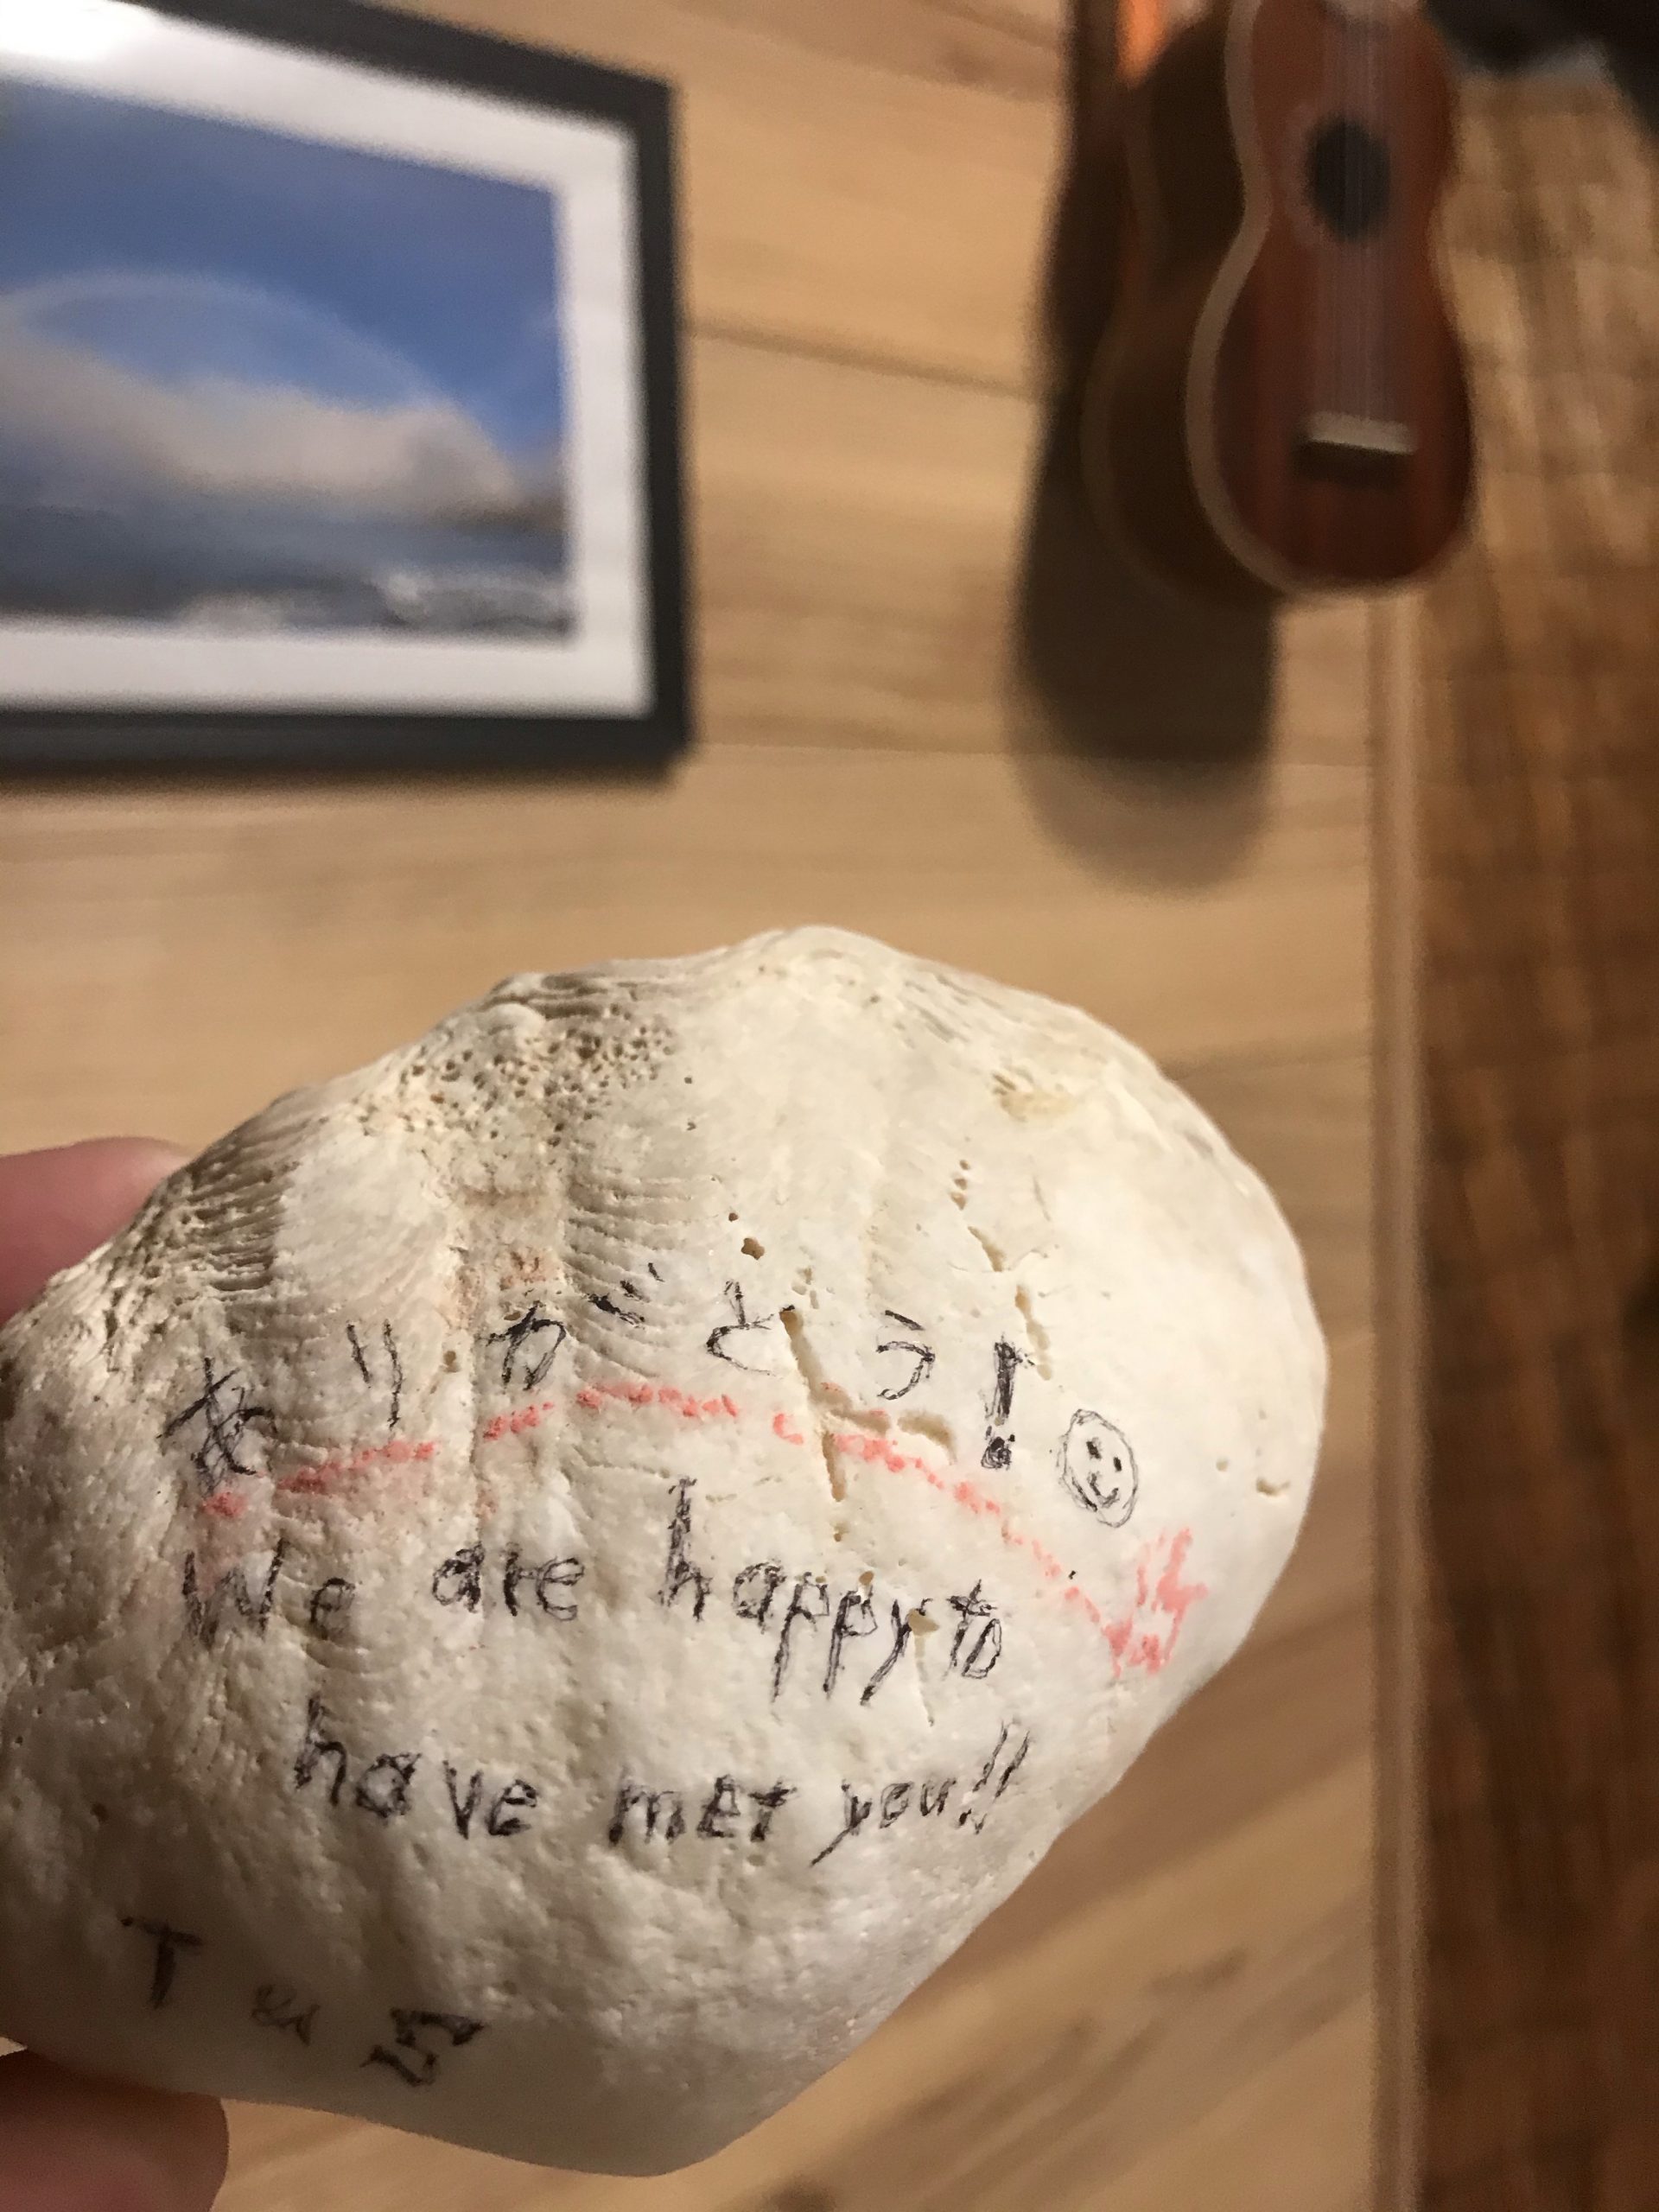 ありがとう!
We are happy to
have met you!!